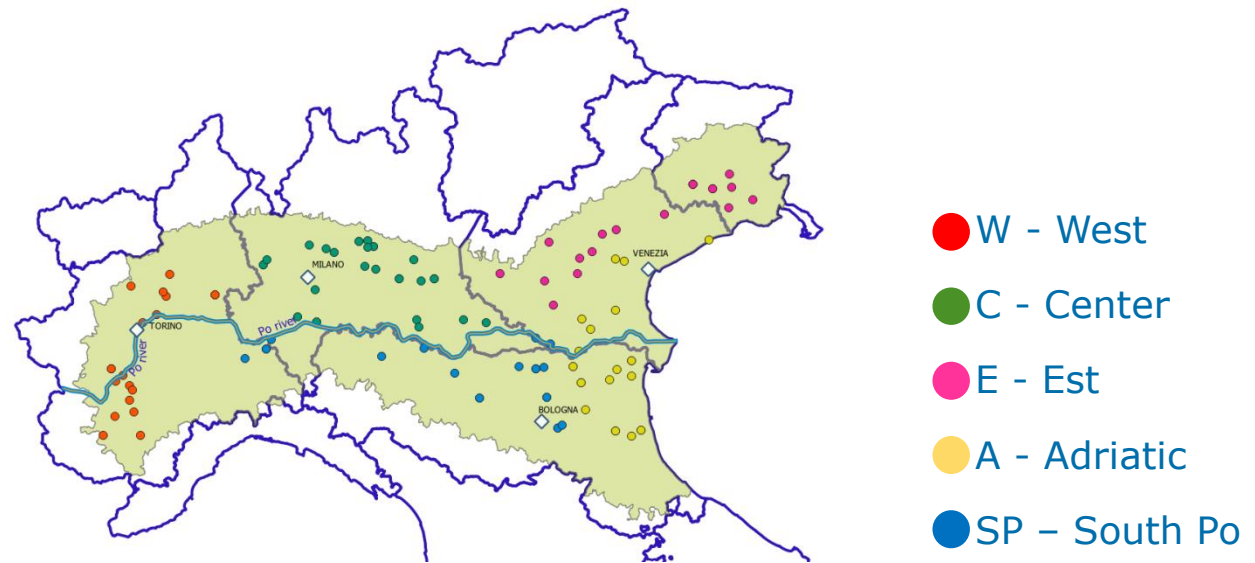 MILANO
VENEZIA
TORINO
Po river
Po river
BOLOGNA
W - West
C - Center
E - Est
A - Adriatic
SP – South Po